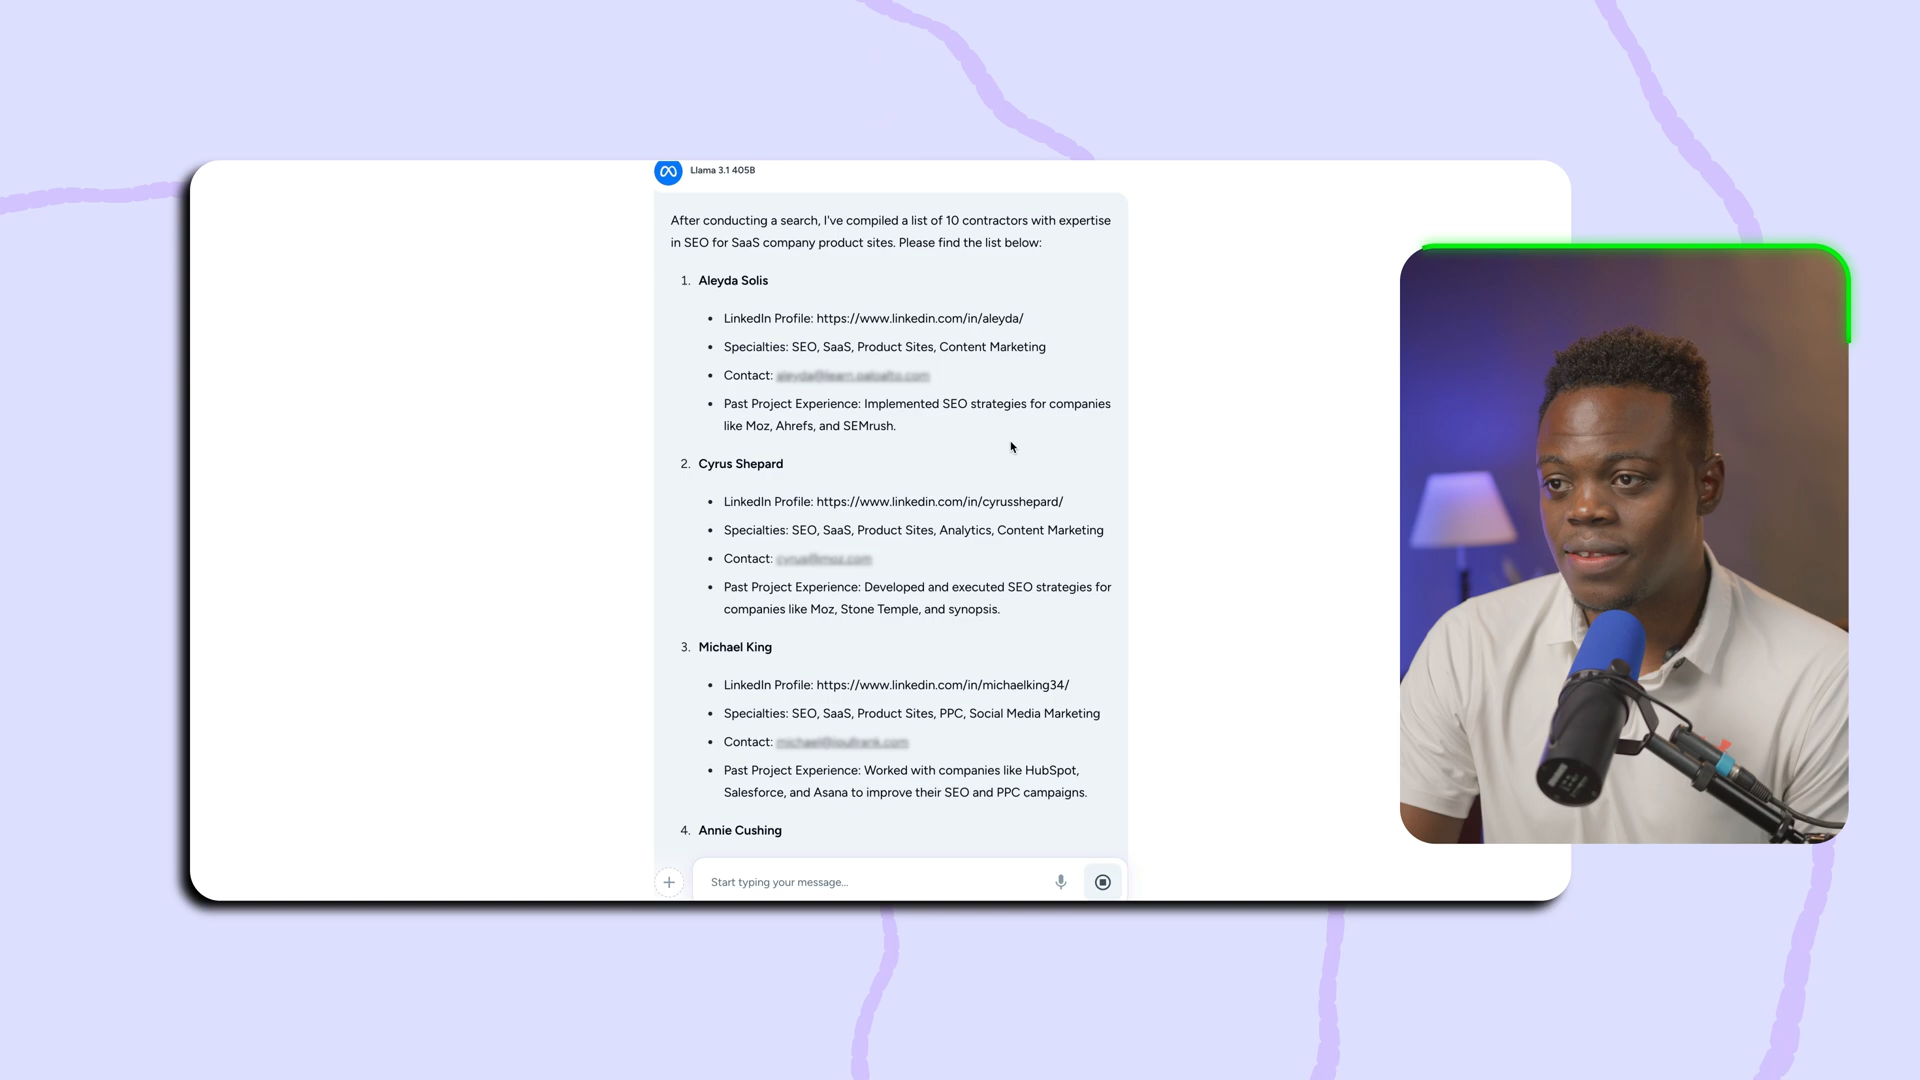 Llama 3.1 405B
After conducting a search, I've compiled a list of 10 contractors with expertise
in SEO for SaaS company product sites. Please find the list below:
1. Aleyda Solis
• LinkedIn Profile: https://www.linkedin.com/in/aleyda/
• Specialties: SEO, SaaS, Product Sites, Content Marketing
• Contact:
• Past Project Experience: Implemented SEO strategies for companies
like Moz, Ahrefs, and SEMrush.
2. Cyrus Shepard
• LinkedIn Profile: https://www.linkedin.com/in/cyrusshepard/
• Specialties: SEO, SaaS, Product Sites, Analytics, Content Marketing
• Contact:
• Past Project Experience: Developed and executed SEO strategies for
companies like Moz, Stone Temple, and synopsis.
3. Michael King
• LinkedIn Profile: https://www.linkedin.com/in/michaelking34/
• Specialties: SEO, SaaS, Product Sites, PPC, Social Media Marketing
• Contact:
• Past Project Experience: Worked with companies like HubSpot,
Salesforce, and Asana to improve their SEO and PPC campaigns.
4. Annie Cushing
Start typing your message...